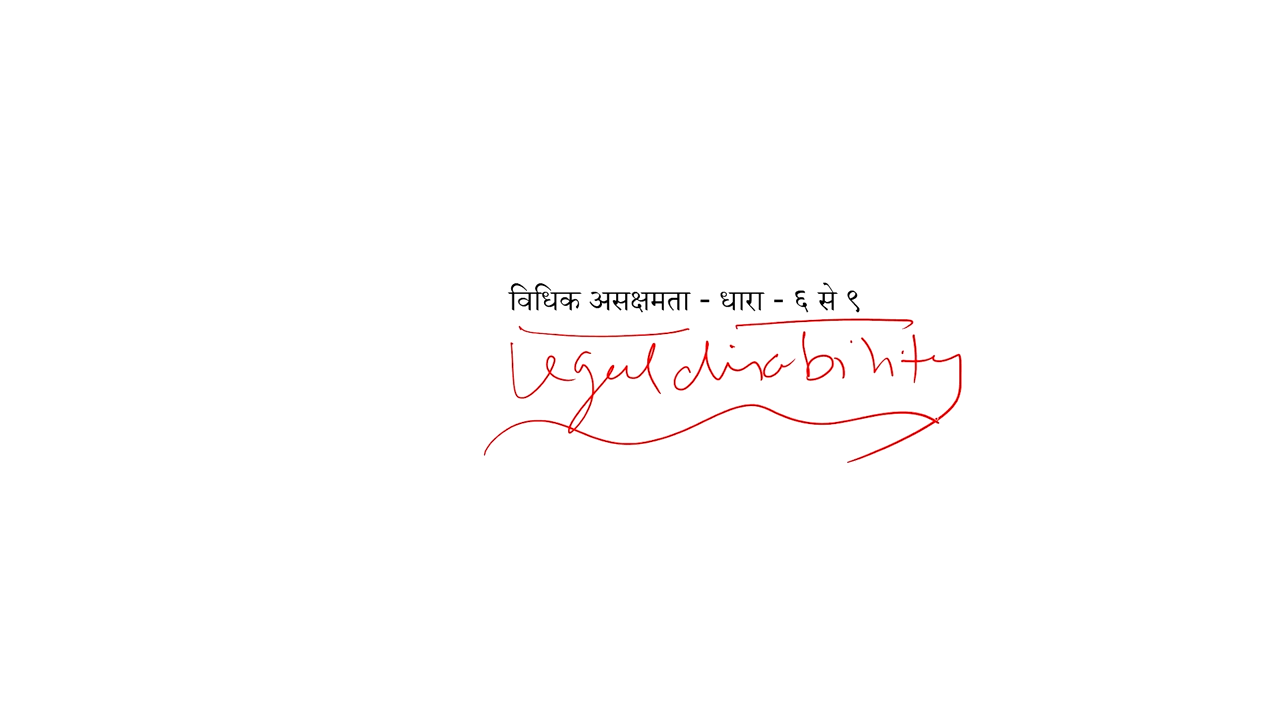 विधिक असक्षमता - धारा - ६ से ९
Legal disability